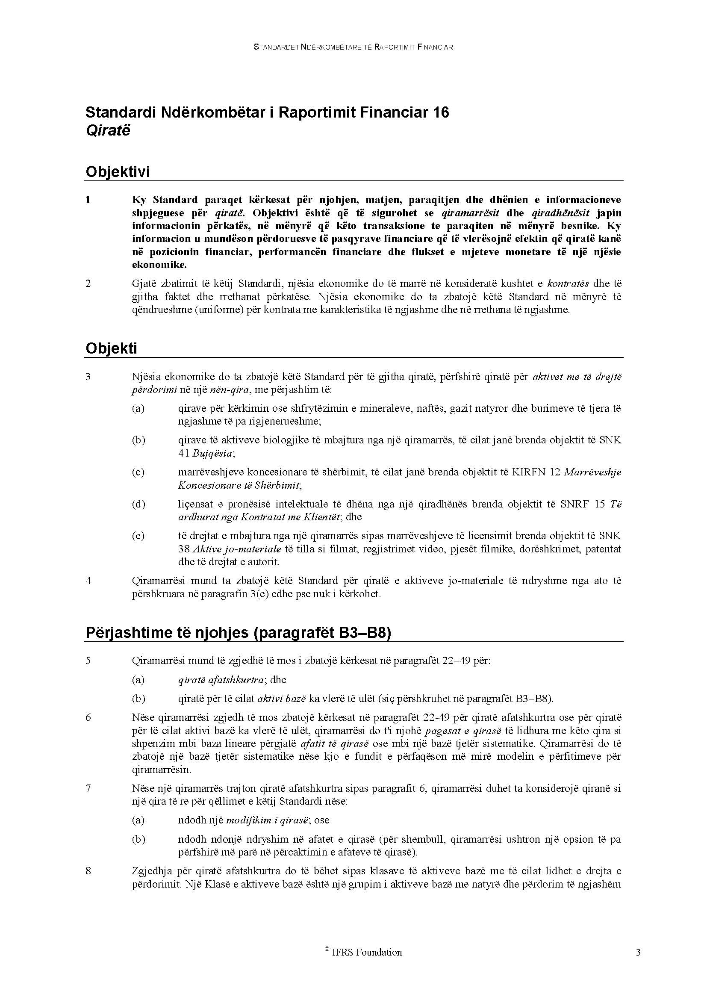 STANDARDET NDËRKOMBËTARE TË RAPORTIMIT FINANCIAR
Standardi Ndërkombëtar i Raportimit Financiar 16
Qiratë
Objektivi
1 Ky Standard paraqet kërkesat për njohjen, matjen, paraqitjen dhe dhënien e informacioneve
shpjeguese për qiratë. Objektivi është që të sigurohet se qiramarrësit dhe qiradhënësit japin
informacionin përkatës, në mënyrë që këto transaksione te paraqiten në mënyrë besnike. Ky
informacion u mundëson përdoruesve të pasqyrave financiare që të vlerësojnë efektin që qiratë kanë
në pozicionin financiar, performancën financiare dhe flukset e mjeteve monetare të një njësie
ekonomike.
2 Gjatë zbatimit të këtij Standardi, njësia ekonomike do të marrë në konsideratë kushtet e kontratës dhe të
gjitha faktet dhe rrethanat përkatëse. Njësia ekonomike do ta zbatojë këtë Standard në mënyrë të
qëndrueshme (uniforme) për kontrata me karakteristika të ngjashme dhe në rrethana të ngjashme.
Objekti
3 Njësia ekonomike do ta zbatojë këtë Standard për të gjitha qiratë, përfshirë qiratë për aktivet me të drejtë
përdorimi në një nën-qira, me përjashtim të:
(a) qirave për kërkimin ose shfrytëzimin e mineraleve, naftës, gazit natyror dhe burimeve të tjera të
ngjashme të pa rigjenerueshme;
(b) qirave të aktiveve biologjike të mbajtura nga një qiramarrës, të cilat janë brenda objektit të SNK
41 Bujqësia;
(c) marrëveshjeve koncesionare të shërbimit, të cilat janë brenda objektit të KIRFN 12 Marrëveshje
Koncesionare të Shërbimit;
(d) liçensat e pronësisë intelektuale të dhëna nga një qiradhënës brenda objektit të SNRF 15 Të
ardhurat nga Kontratat me Klientët; dhe
(e) të drejtat e mbajtura nga një qiramarrës sipas marrëveshjeve të licensimit brenda objektit të SNK
38 Aktive jo-materiale të tilla si filmat, regjistrimet video, pjesët filmike, dorëshkrimet, patentat
dhe të drejtat e autorit.
4 Qiramarrësi mund ta zbatojë këtë Standard për qiratë e aktiveve jo-materiale të ndryshme nga ato të
përshkruara në paragrafin 3(e) edhe pse nuk i kërkohet.
Përjashtime të njohjes (paragrafët B3–B8)
5 Qiramarrësi mund të zgjedhë të mos i zbatojë kërkesat në paragrafët 22–49 për:
(a) qiratë afatshkurtra; dhe
(b) qiratë për të cilat aktivi bazë ka vlerë të ulët (siç përshkruhet në paragrafët B3–B8).
6 Nëse qiramarrësi zgjedh të mos zbatojë kërkesat në paragrafët 22-49 për qiratë afatshkurtra ose për qiratë
për të cilat aktivi bazë ka vlerë të ulët, qiramarrësi do t'i njohë pagesat e qirasë të lidhura me këto qira si
shpenzim mbi baza lineare përgjatë afatit të qirasë ose mbi një bazë tjetër sistematike. Qiramarrësi do të
zbatojë një bazë tjetër sistematike nëse kjo e fundit e përfaqëson më mirë modelin e përfitimeve për
qiramarrësin.
7 Nëse një qiramarrës trajton qiratë afatshkurtra sipas paragrafit 6, qiramarrësi duhet ta konsiderojë qiranë si
një qira të re për qëllimet e këtij Standardi nëse:
(a) ndodh një modifikim i qirasë; ose
(b) ndodh ndonjë ndryshim në afatet e qirasë (për shembull, qiramarrësi ushtron një opsion të pa
përfshirë më parë në përcaktimin e afateve të qirasë).
8 Zgjedhja për qiratë afatshkurtra do të bëhet sipas klasave të aktiveve bazë me të cilat lidhet e drejta e
përdorimit. Një Klasë e aktiveve bazë është një grupim i aktiveve bazë me natyrë dhe përdorim të ngjashëm
© IFRS Foundation 3